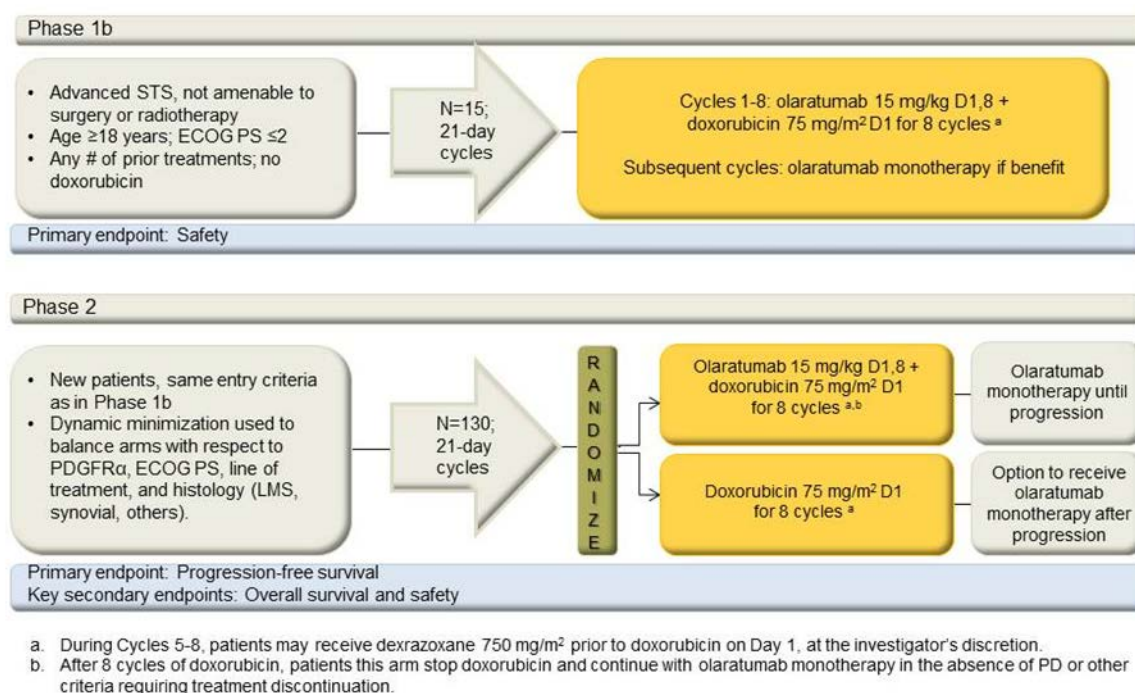 Phase 1b
• Advanced STS, not amenable to
surgery or radiotherapy
• Age ≥18 years; ECOG PS ≤2
• Any # of prior treatments; no
doxorubicin
N=15;
21-day
cycles
Cycles 1-8: olaratumab 15 mg/kg D1,8 +
doxorubicin 75 mg/m² D1 for 8 cycles ª
Subsequent cycles: olaratumab monotherapy if benefit
Primary endpoint: Safety
Phase 2
• New patients, same entry criteria
as in Phase 1b
• Dynamic minimization used to
balance arms with respect to
PDGFRα, ECOG PS, line of
treatment, and histology (LMS,
synovial, others).
N=130;
21-day
cycles
R
A
N
D
O
M
I
Z
E
Olaratumab 15 mg/kg D1,8 +
doxorubicin 75 mg/m² D1
for 8 cycles ª,ᵇ
Olaratumab
monotherapy until
progression
Doxorubicin 75 mg/m² D1
for 8 cycles ª
Option to receive
olaratumab
monotherapy after
progression
Primary endpoint: Progression-free survival
Key secondary endpoints: Overall survival and safety
a. During Cycles 5-8, patients may receive dexrazoxane 750 mg/m² prior to doxorubicin on Day 1, at the investigator's discretion.
b. After 8 cycles of doxorubicin, patients this arm stop doxorubicin and continue with olaratumab monotherapy in the absence of PD or other
criteria requiring treatment discontinuation.